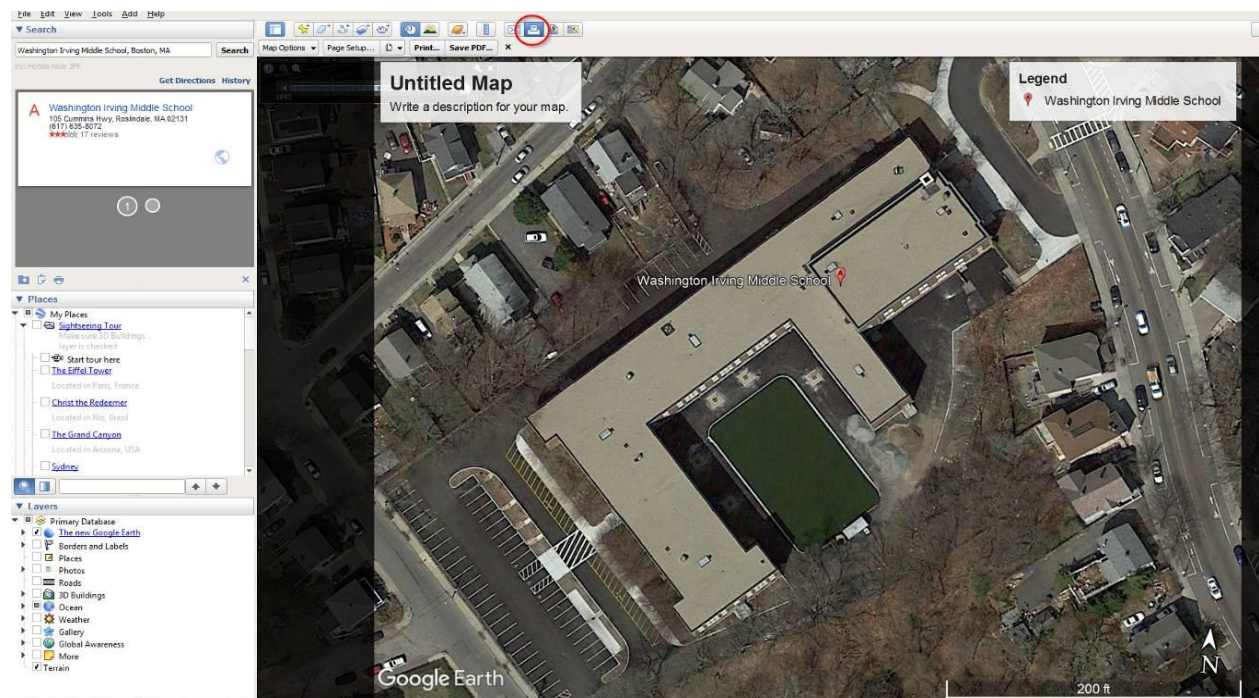 File Edit View Tools Add Help
▼ Search
Washington Irving Middle School, Boston, MA Search
ex: Hotels near JFK
Get Directions History
A Washington Irving Middle School
105 Cummins Hwy, Roslindale, MA 02131
(617) 635-8072
17 reviews
1
▼ Places
My Places
Sightseeing Tour
Make sure 3D Buildings
layer is checked
Start tour here
The Eiffel Tower
Located in Paris, France
Christ the Redeemer
Located in Rio, Brazil
The Grand Canyon
Located in Arizona, USA
Sydney
▼ Layers
Primary Database
The new Google Earth
Borders and Labels
Places
Photos
Roads
3D Buildings
Ocean
Weather
Gallery
Global Awareness
More
Terrain
Map Options Page Setup... Print... Save PDF...
1995
Untitled Map
Write a description for your map.
Legend
Washington Irving Middle School
Washington Irving Middle School A
Google Earth
N
200 ft